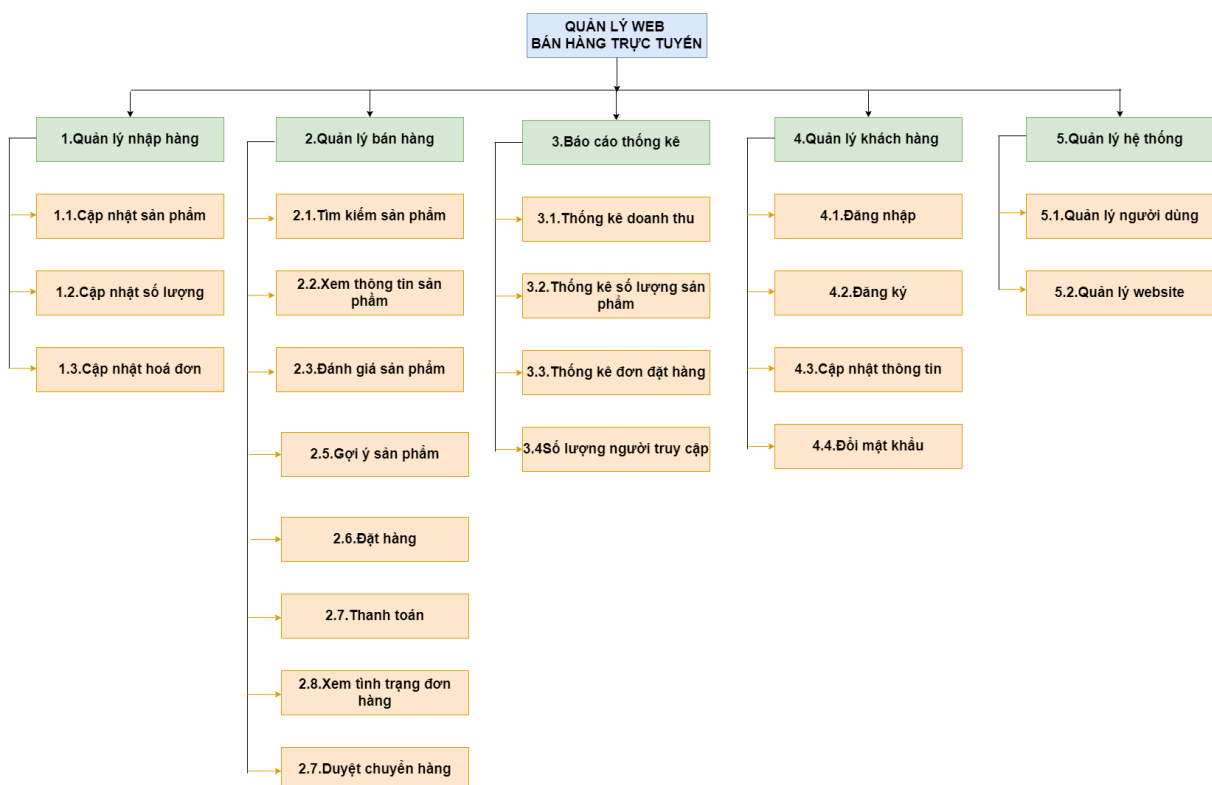 QUẢN LÝ WEB
BÁN HÀNG TRỰC TUYẾN
1.Quản lý nhập hàng
1.1.Cập nhật sản phẩm
1.2.Cập nhật số lượng
1.3.Cập nhật hoá đơn
2.Quản lý bán hàng
2.1.Tìm kiếm sản phẩm
2.2.Xem thông tin sản
phẩm
2.3.Đánh giá sản phẩm
2.5.Gợi ý sản phẩm
2.6.Đặt hàng
2.7.Thanh toán
2.8.Xem tình trạng đơn
hàng
2.7.Duyệt chuyển hàng
3.Báo cáo thống kê
3.1.Thống kê doanh thu
3.2.Thống kê số lượng sản
phẩm
3.3.Thống kê đơn đặt hàng
3.4Số lượng người truy cập
4.Quản lý khách hàng
4.1.Đăng nhập
4.2.Đăng ký
4.3.Cập nhật thông tin
4.4.Đổi mật khẩu
5.Quản lý hệ thống
5.1.Quản lý người dùng
5.2.Quản lý website